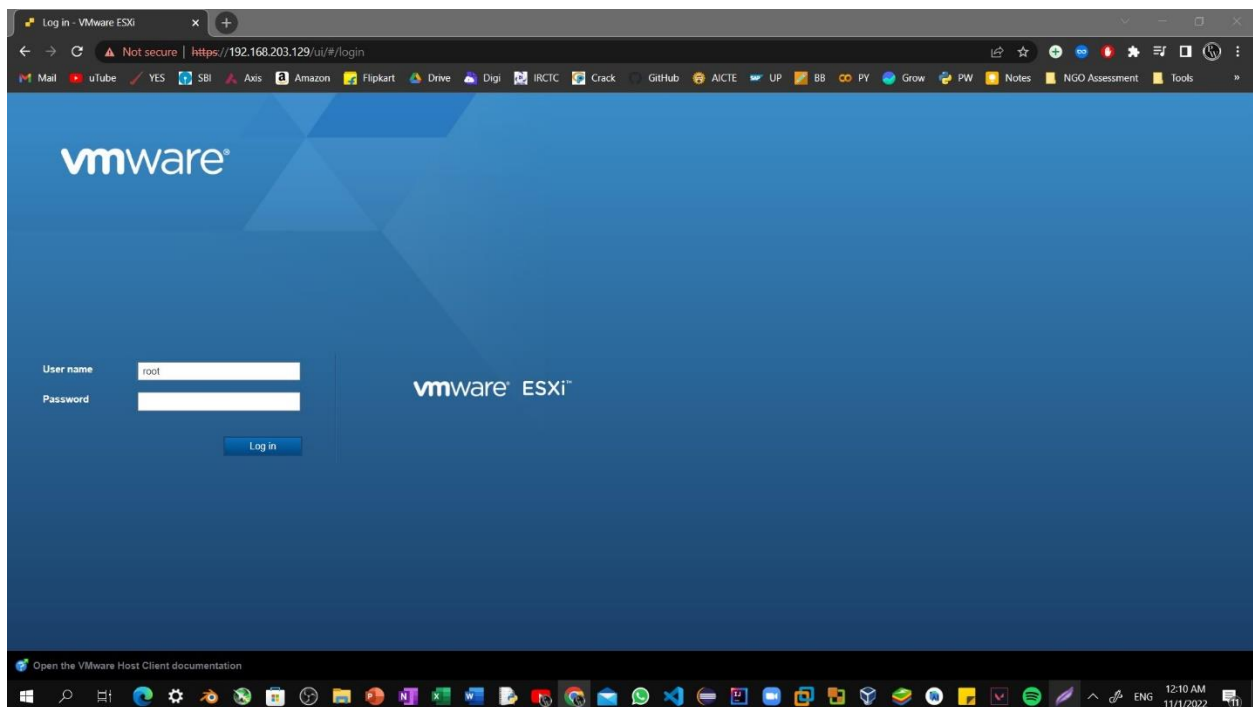 Log in - VMware ESXi
Not secure | https://192.168.203.129/ui/#/login
Mail uTube YES SBI Axis Amazon Flipkart Drive Digi IRCTC Crack GitHub AICTE UP BB PY Grow PW Notes NGO Assessment Tools »
vmware®
User name root
Password
vmware® ESXi™
Log in
Open the VMware Host Client documentation
ENG 12:10 AM
11/1/2022